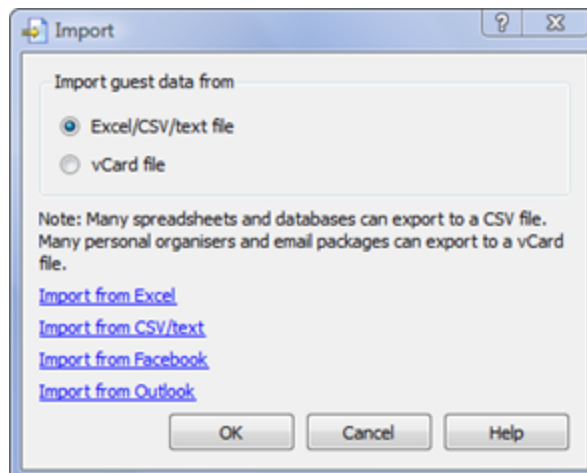 Import
Import guest data from
Excel/CSV/text file
vCard file
Note: Many spreadsheets and databases can export to a CSV file.
Many personal organisers and email packages can export to a vCard
file.
Import from Excel
Import from CSV/text
Import from Facebook
Import from Outlook
OK
Cancel
Help